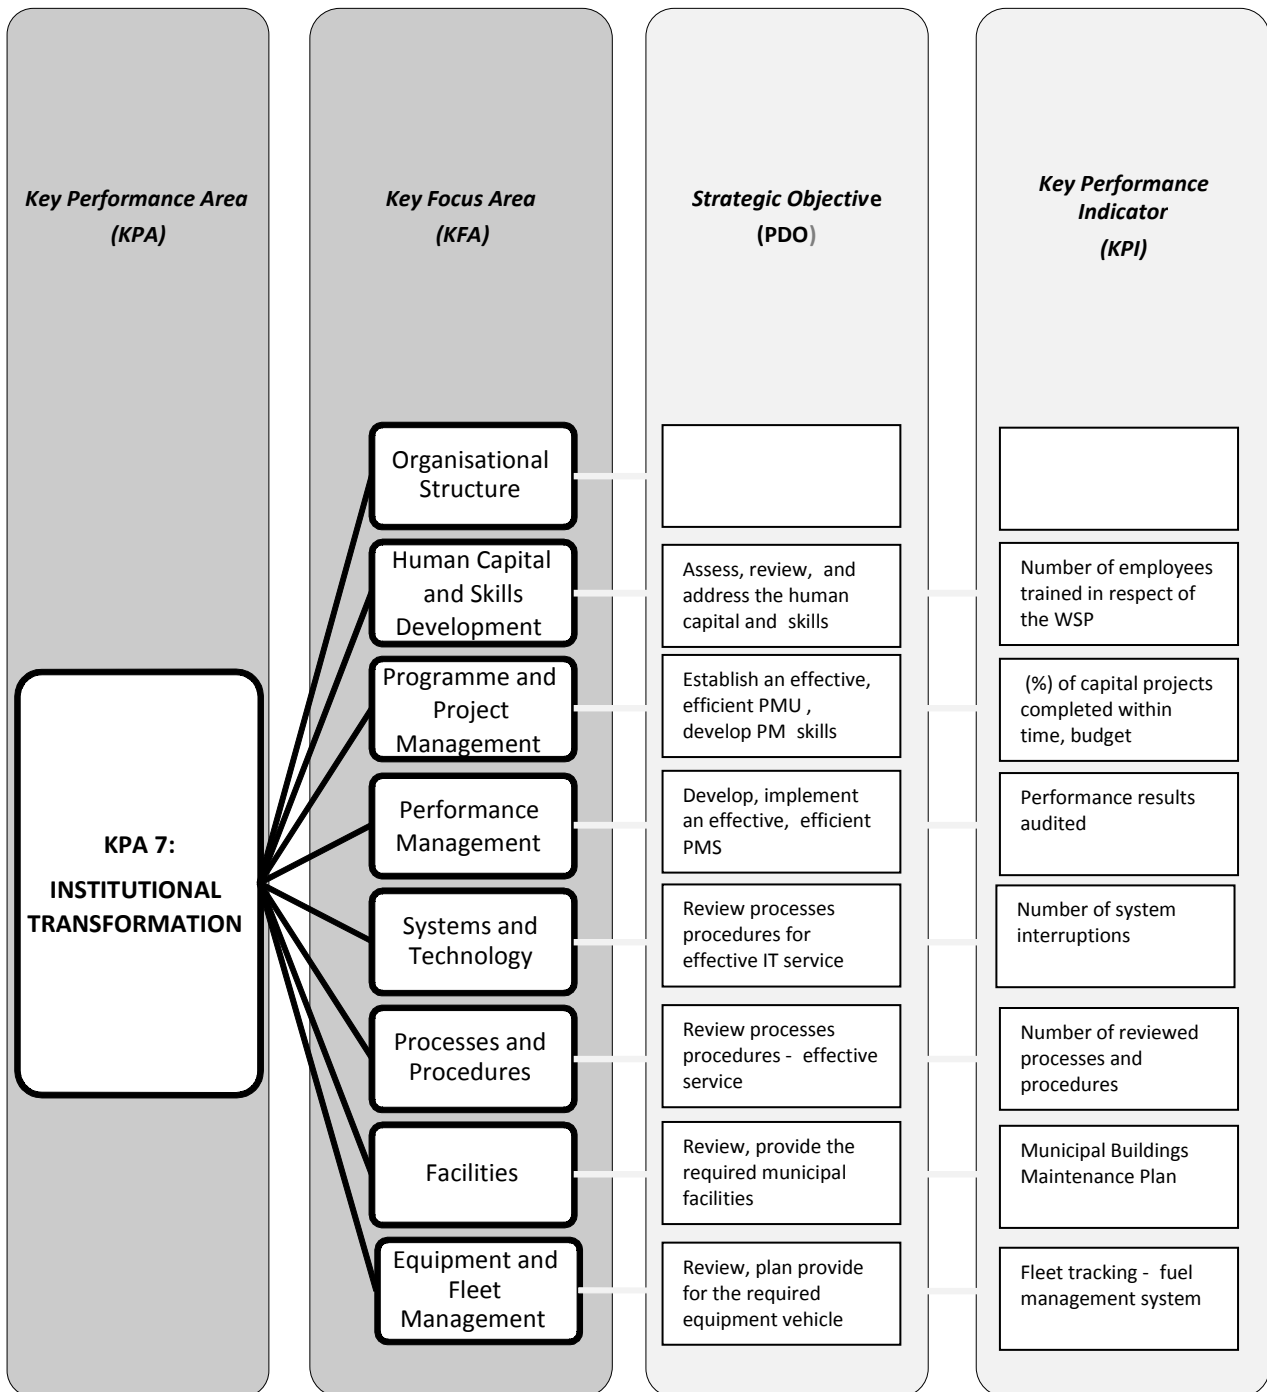 Key Performance Area
(KPA)
Key Focus Area
(KFA)
Strategic Objective
(PDO)
Key Performance
Indicator
(KPI)
KPA 7:
INSTITUTIONAL
TRANSFORMATION
Organisational
Structure
Human Capital
and Skills
Development
Assess, review, and
address the human
capital and skills
Number of employees
trained in respect of
the WSP
Programme and
Project
Management
Establish an effective,
efficient PMU ,
develop PM skills
(%) of capital projects
completed within
time, budget
Performance
Management
Develop, implement
an effective, efficient
PMS
Performance results
audited
Systems and
Technology
Review processes
procedures for
effective IT service
Number of system
interruptions
Processes and
Procedures
Review processes
procedures - effective
service
Number of reviewed
processes and
procedures
Facilities
Review, provide the
required municipal
facilities
Municipal Buildings
Maintenance Plan
Equipment and
Fleet
Management
Review, plan provide
for the required
equipment vehicle
Fleet tracking - fuel
management system